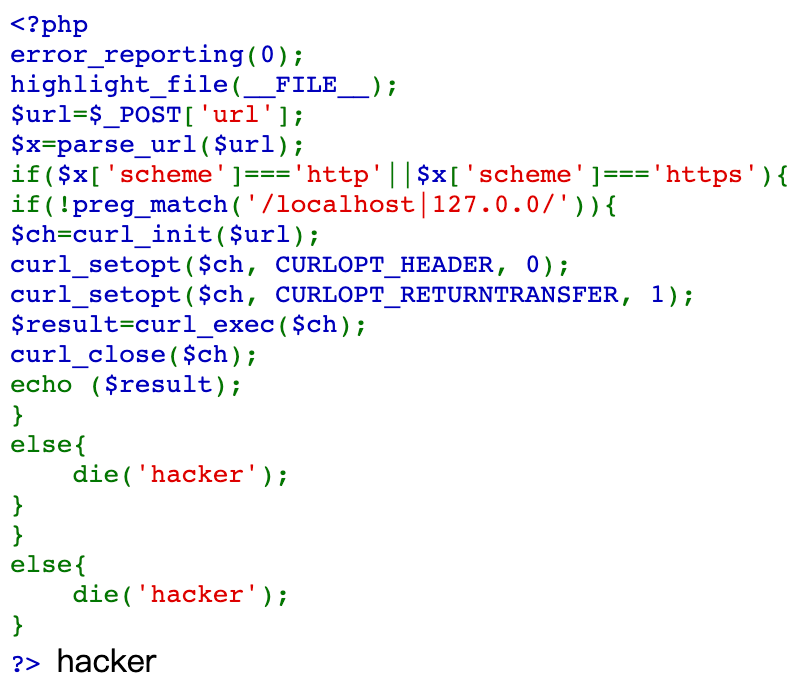 <?php
error_reporting(0);
highlight_file(__FILE__);
$url=$_POST['url'];
$x=parse_url($url);
if($x['scheme']==='http'||$x['scheme']==='https'){
if(!preg_match('/localhost|127.0.0/')){
$ch=curl_init($url);
curl_setopt($ch, CURLOPT_HEADER, 0);
curl_setopt($ch, CURLOPT_RETURNTRANSFER, 1);
$result=curl_exec($ch);
curl_close($ch);
echo ($result);
}
else{
    die('hacker');
}
}
else{
    die('hacker');
}
?> hacker